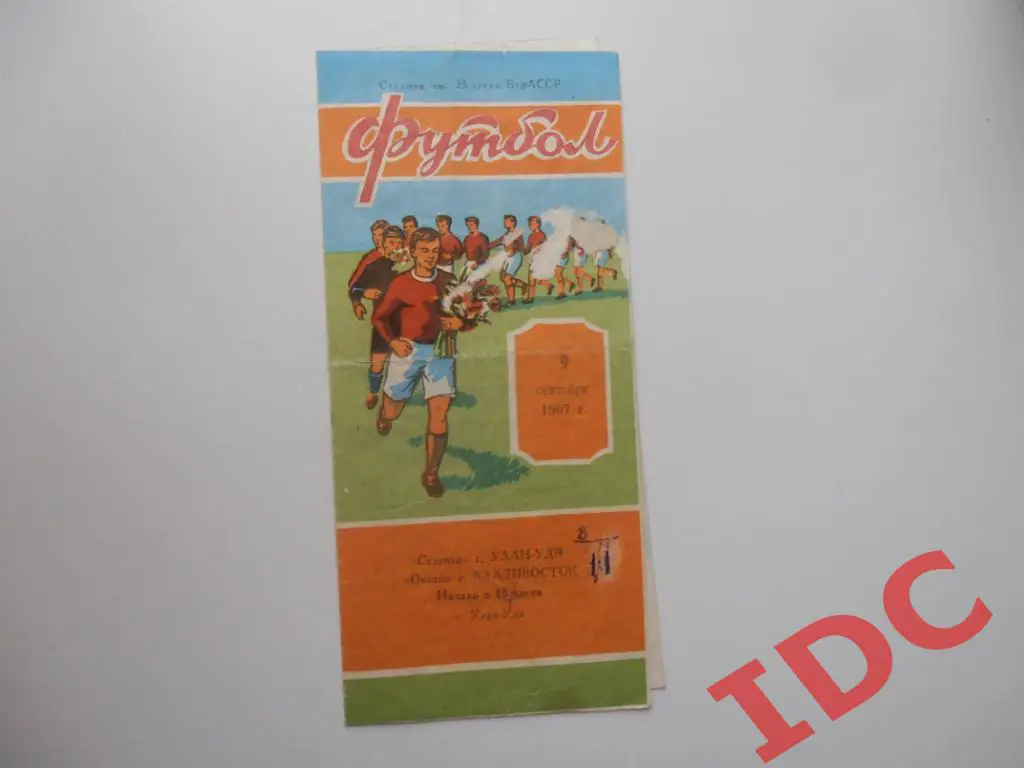 Стадион им. 25-летия БурАССР
Футбол
9
сентября
1967 г.
«Селенга» г. УЛАН-УДЭ
«Океан» г. ВЛАДИВОСТОК
Начало в часов
г. Улан-Удэ
IDC